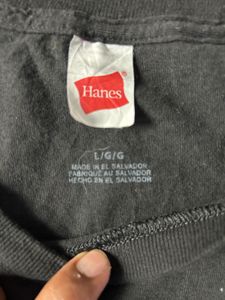 Hanes
L/G/G
MADE IN EL SALVADOR
FABRIQUÉ AU SALVADOR
HECHO EN EL SALVADOR